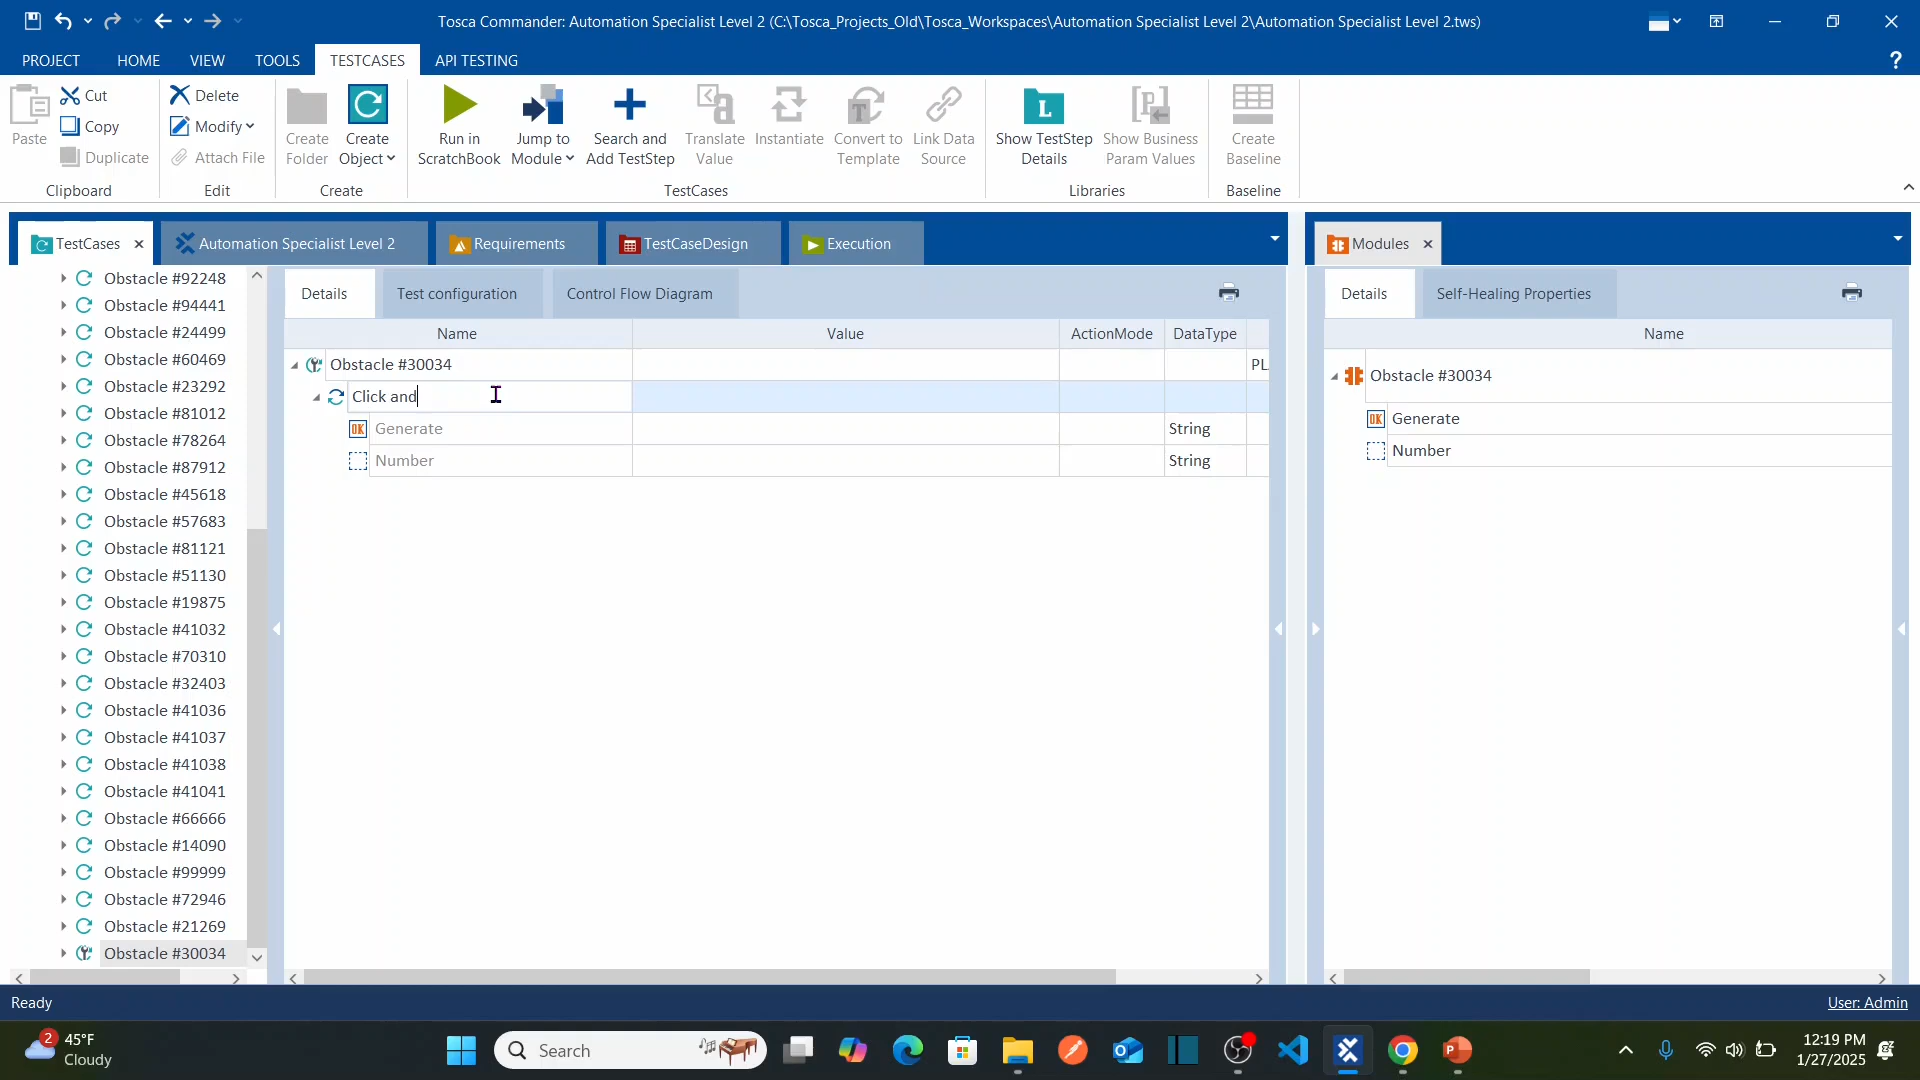 Tosca Commander: Automation Specialist Level 2 (C:\Tosca_Projects_Old\Tosca_Workspaces\Automation Specialist Level 2\Automation Specialist Level 2.tws)
PROJECT HOME VIEW TOOLS TESTCASES API TESTING ?
Paste
Cut
Copy
Duplicate
Clipboard
Delete
Modify
Attach File
Edit
Create Folder
Create Object
Create
Run in ScratchBook
Jump to Module
Search and Add TestStep
Translate Value
Instantiate
Convert to Template
Link Data Source
TestCases
Show TestStep Details
Show Business Param Values
Libraries
Create Baseline
Baseline
TestCases Automation Specialist Level 2 Requirements TestCaseDesign Execution
Modules
Obstacle #92248
Obstacle #94441
Obstacle #24499
Obstacle #60469
Obstacle #23292
Obstacle #81012
Obstacle #78264
Obstacle #87912
Obstacle #45618
Obstacle #57683
Obstacle #81121
Obstacle #51130
Obstacle #19875
Obstacle #41032
Obstacle #70310
Obstacle #32403
Obstacle #41036
Obstacle #41037
Obstacle #41038
Obstacle #41041
Obstacle #66666
Obstacle #14090
Obstacle #99999
Obstacle #72946
Obstacle #21269
Obstacle #30034
Details Test configuration Control Flow Diagram
Name Value ActionMode DataType
Obstacle #30034 PL
Click and
Generate String
Number String
Details Self-Healing Properties
Name
Obstacle #30034
Generate
Number
Ready User: Admin
2 45°F
Cloudy
Search
12:19 PM
1/27/2025